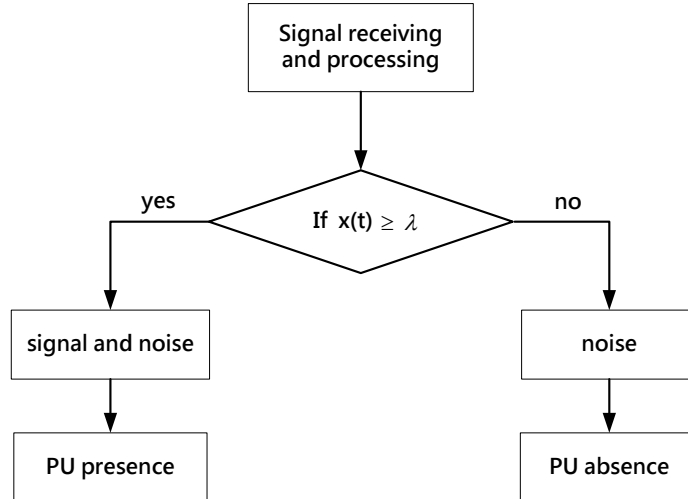 Signal receiving
and processing
yes
If x(t) ≥ λ
no
signal and noise
noise
PU presence
PU absence